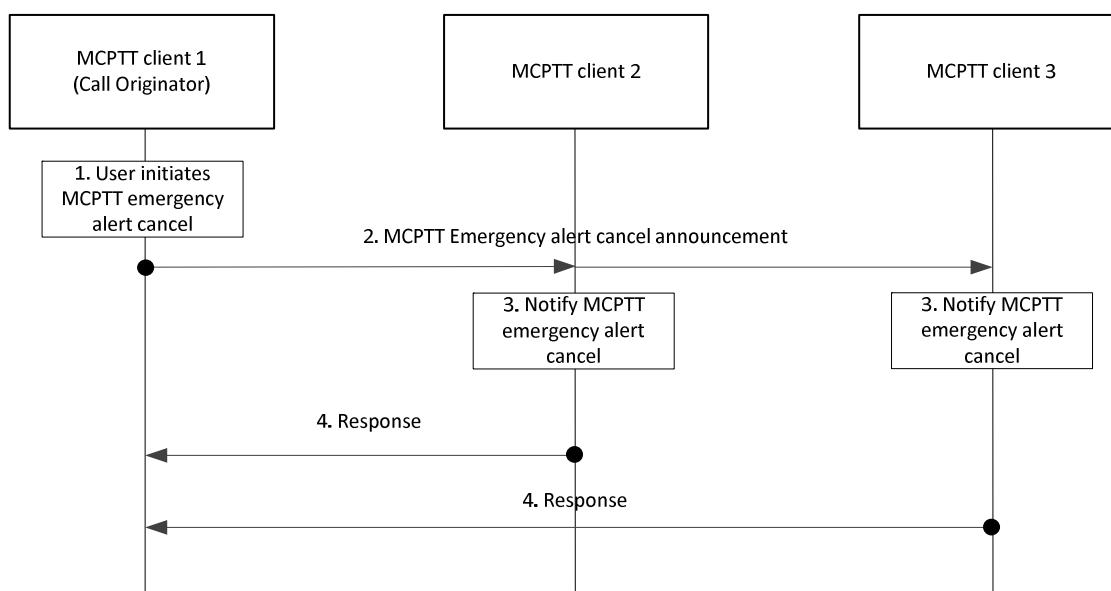 MCPTT client 1
(Call Originator)
MCPTT client 2
MCPTT client 3
1. User initiates
MCPTT emergency
alert cancel
2. MCPTT Emergency alert cancel announcement
3. Notify MCPTT
emergency alert
cancel
3. Notify MCPTT
emergency alert
cancel
4. Response
4. Response